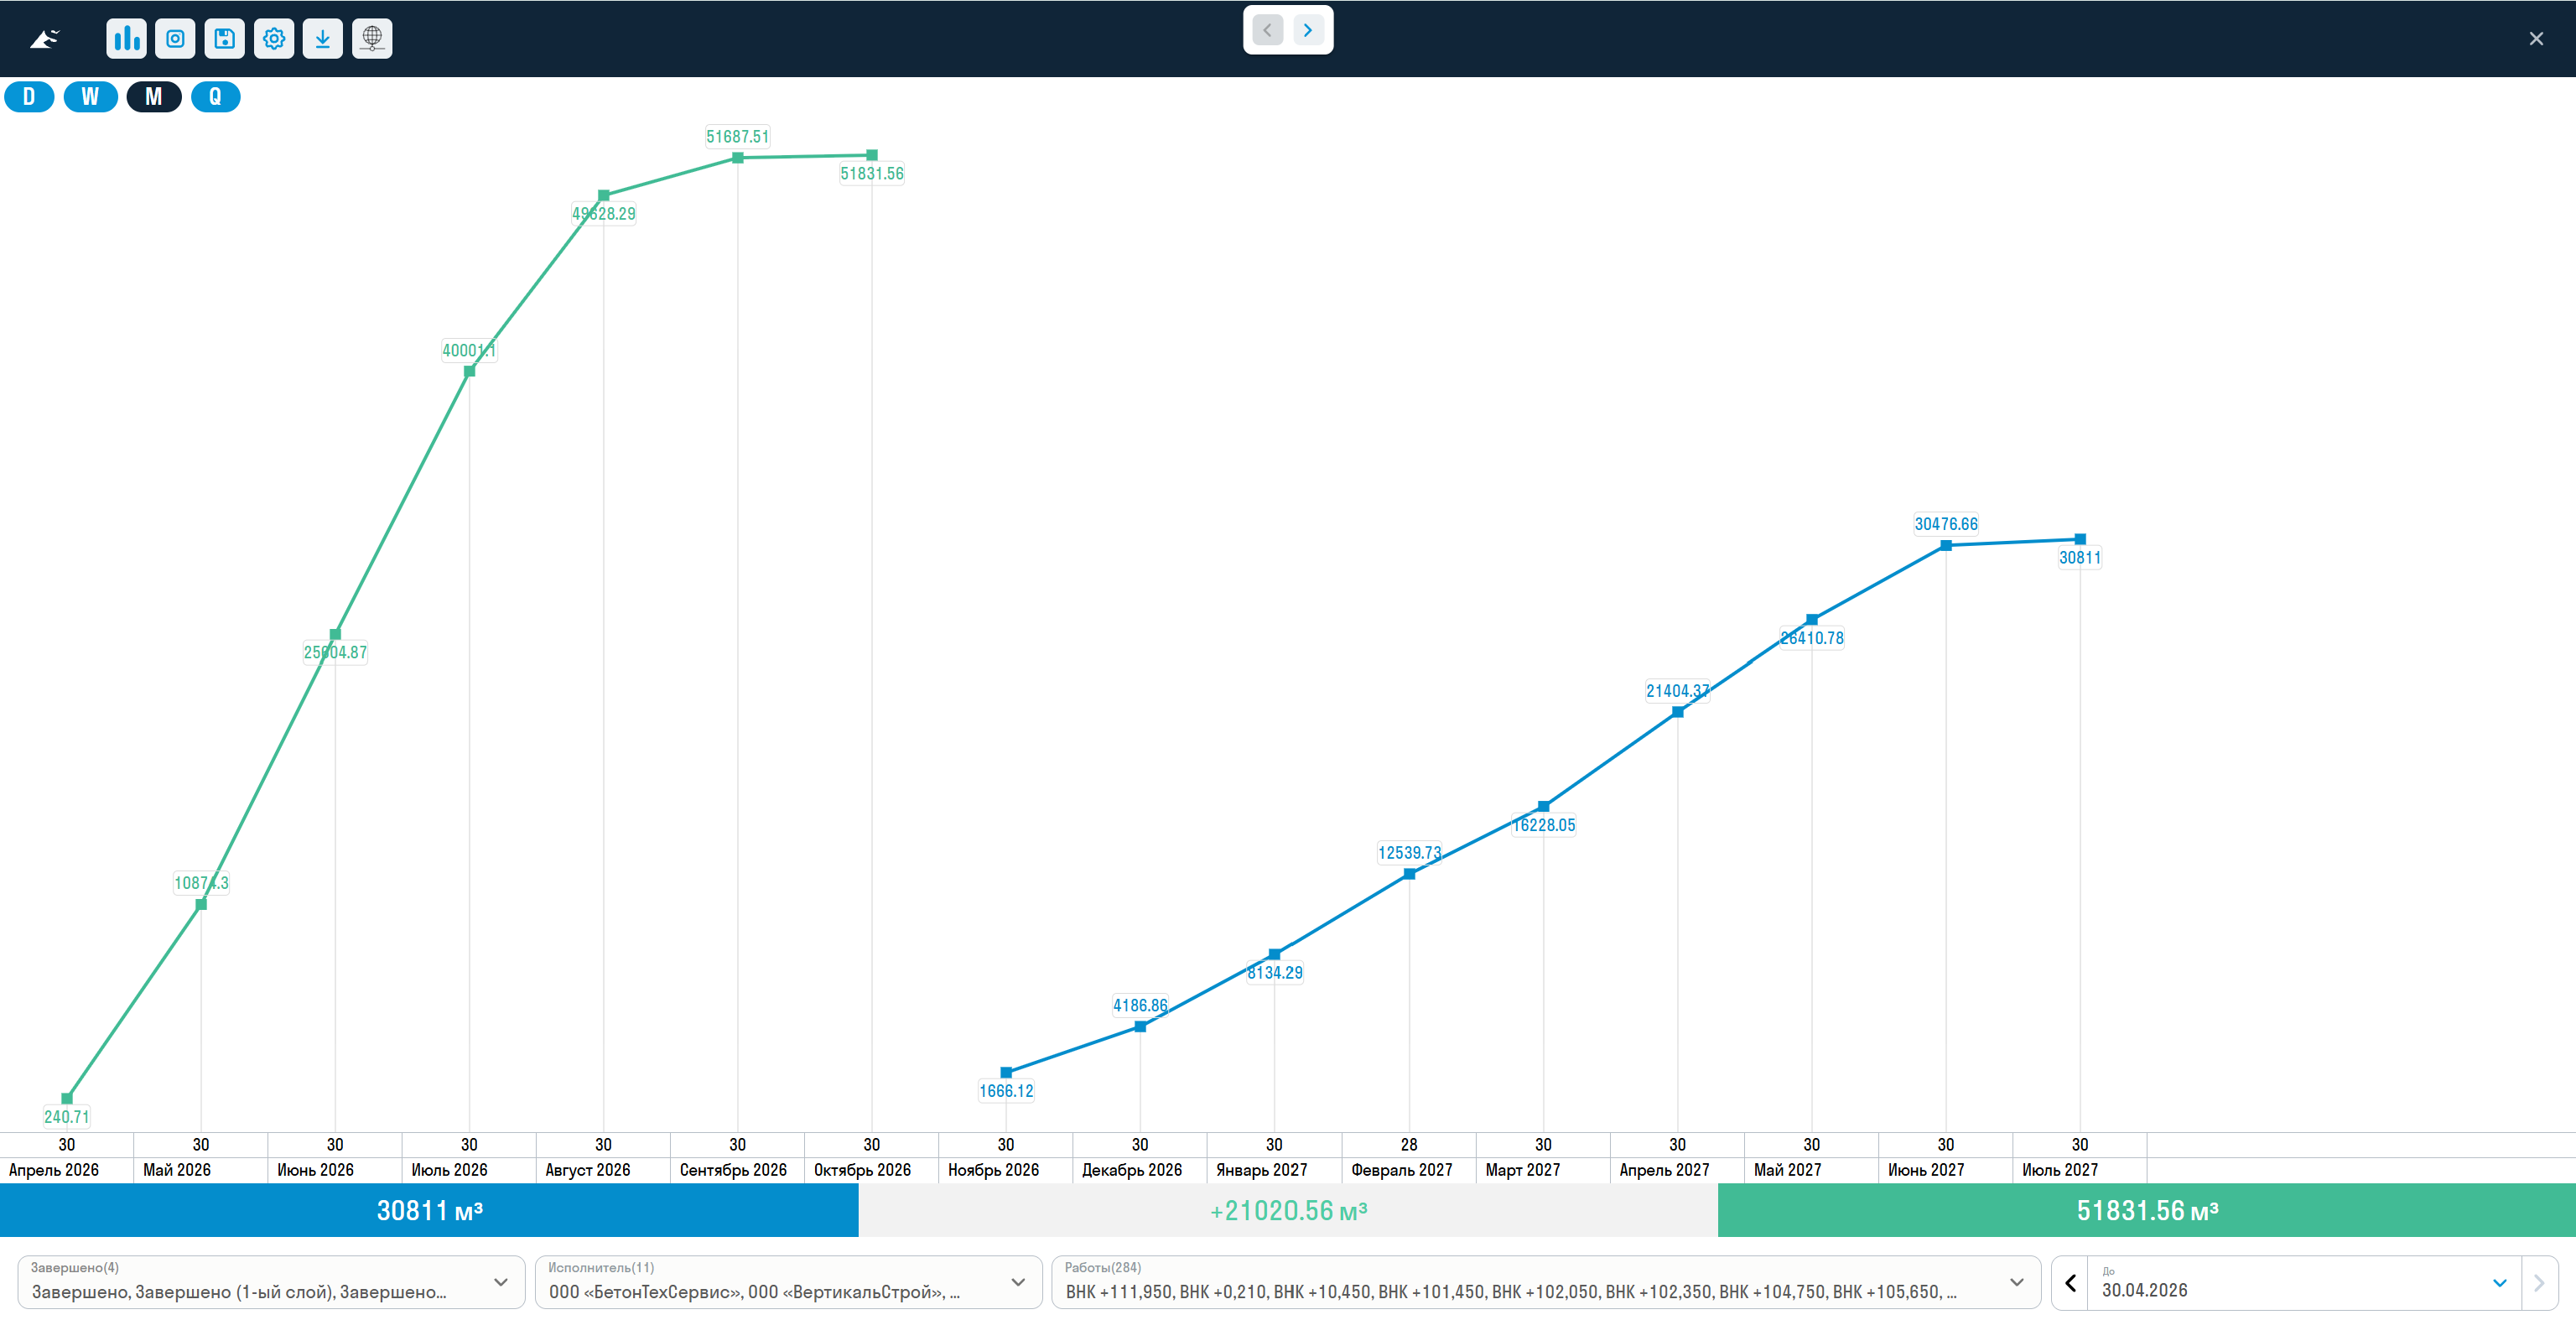 D W M Q
51687.51
51831.56
49628.29
40001.1
30476.66
30811
26410.78
25604.87
21404.37
16228.05
12539.73
10874.3
8134.29
4186.86
1666.12
240.71
30 30 30 30 30 30 30 30 30 30 28 30 30 30 30 30
Апрель 2026 Май 2026 Июнь 2026 Июль 2026 Август 2026 Сентябрь 2026 Октябрь 2026 Ноябрь 2026 Декабрь 2026 Январь 2027 Февраль 2027 Март 2027 Апрель 2027 Май 2027 Июнь 2027 Июль 2027
30811 м³ +21020.56 м³ 51831.56 м³
Завершено(4) Исполнитель(11) Работы(284) До
Завершено, Завершено (1-ый слой), Завершено... ООО «БетонТехСервис», ООО «ВертикальСтрой», ... ВНК +111,950, ВНК +0,210, ВНК +10,450, ВНК +101,450, ВНК +102,050, ВНК +102,350, ВНК +104,750, ВНК +105,650, ... 30.04.2026